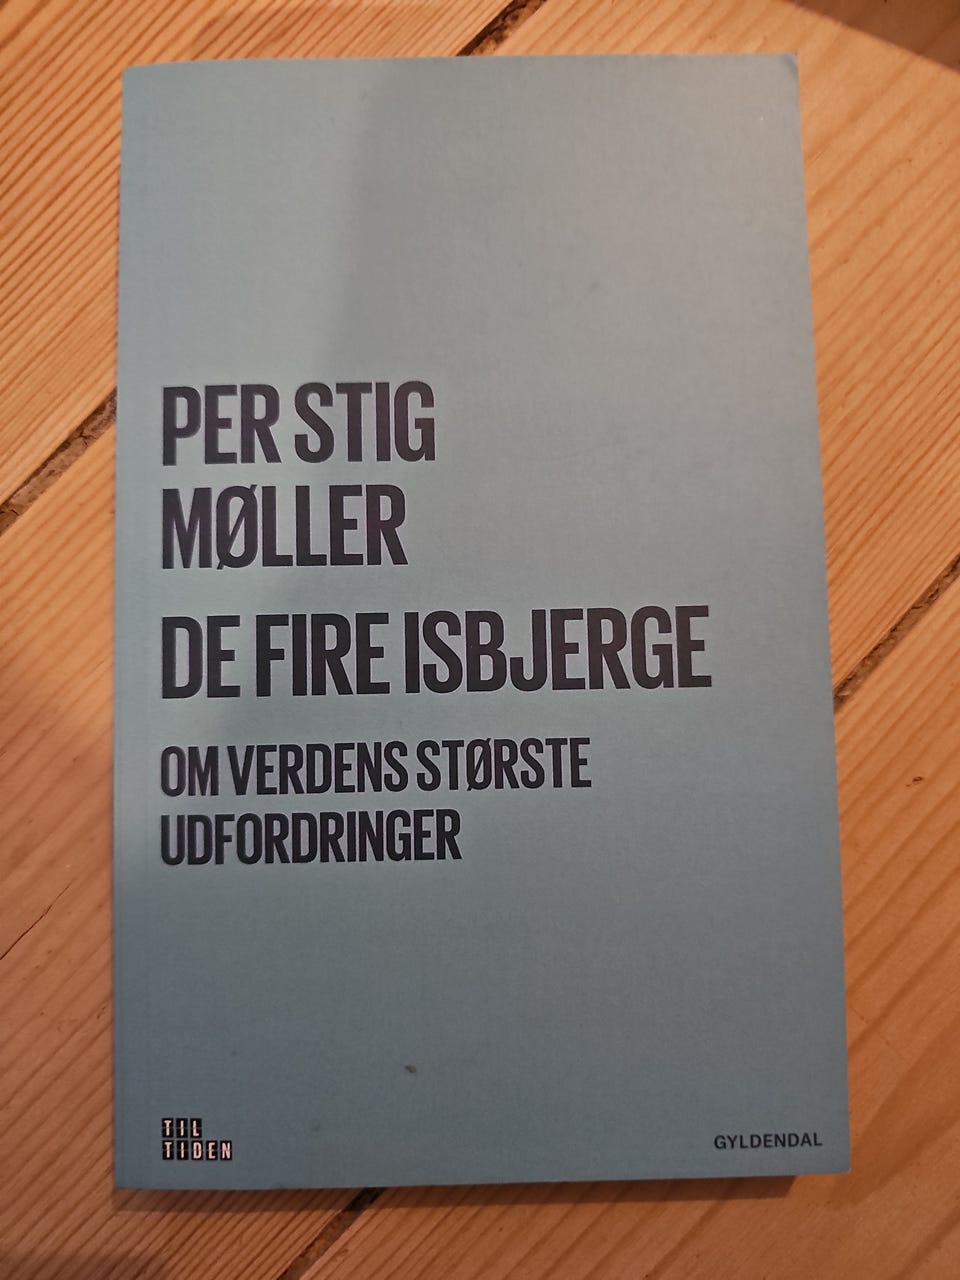 PER STIG
MØLLER
DE FIRE ISBJERGE
OM VERDENS STØRSTE
UDFORDRINGER
TIL
TIDEN
GYLDENDAL